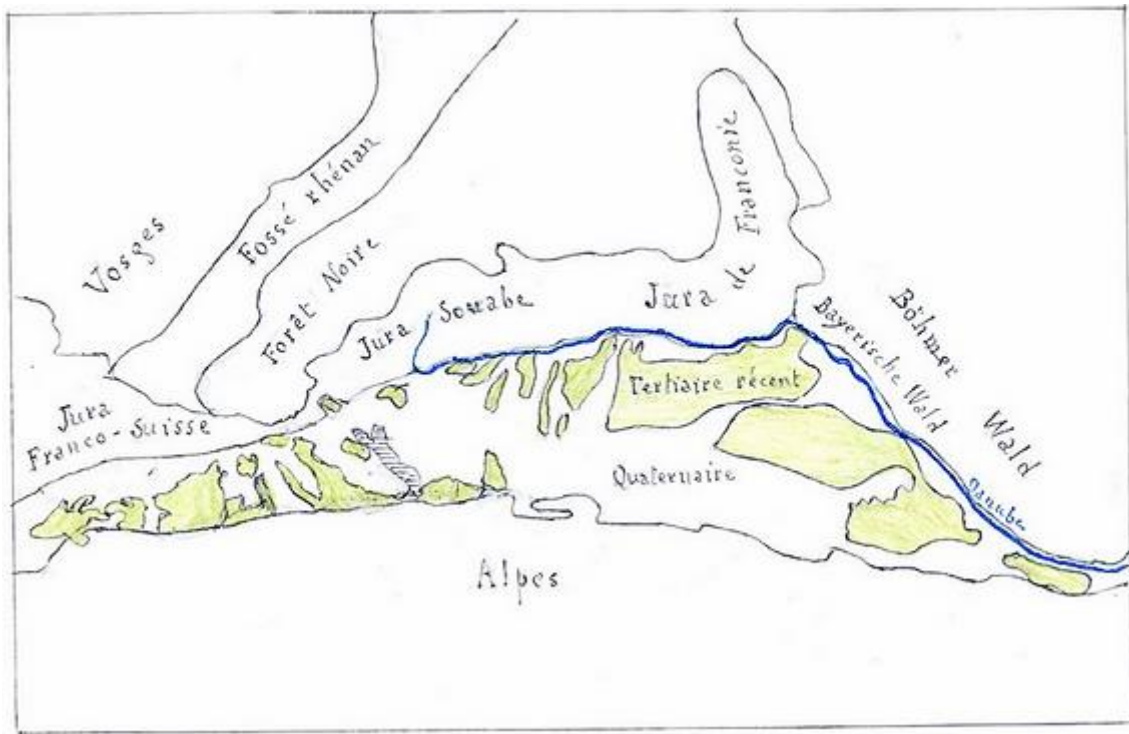 Vosges
Fossé rhénan
Forêt Noire
Jura Souabe
Jura de Franconie
Böhmer Wald
Bayerische Wald
Jura
Franco-Suisse
Tertiaire récent
Quaternaire
Danube
Alpes